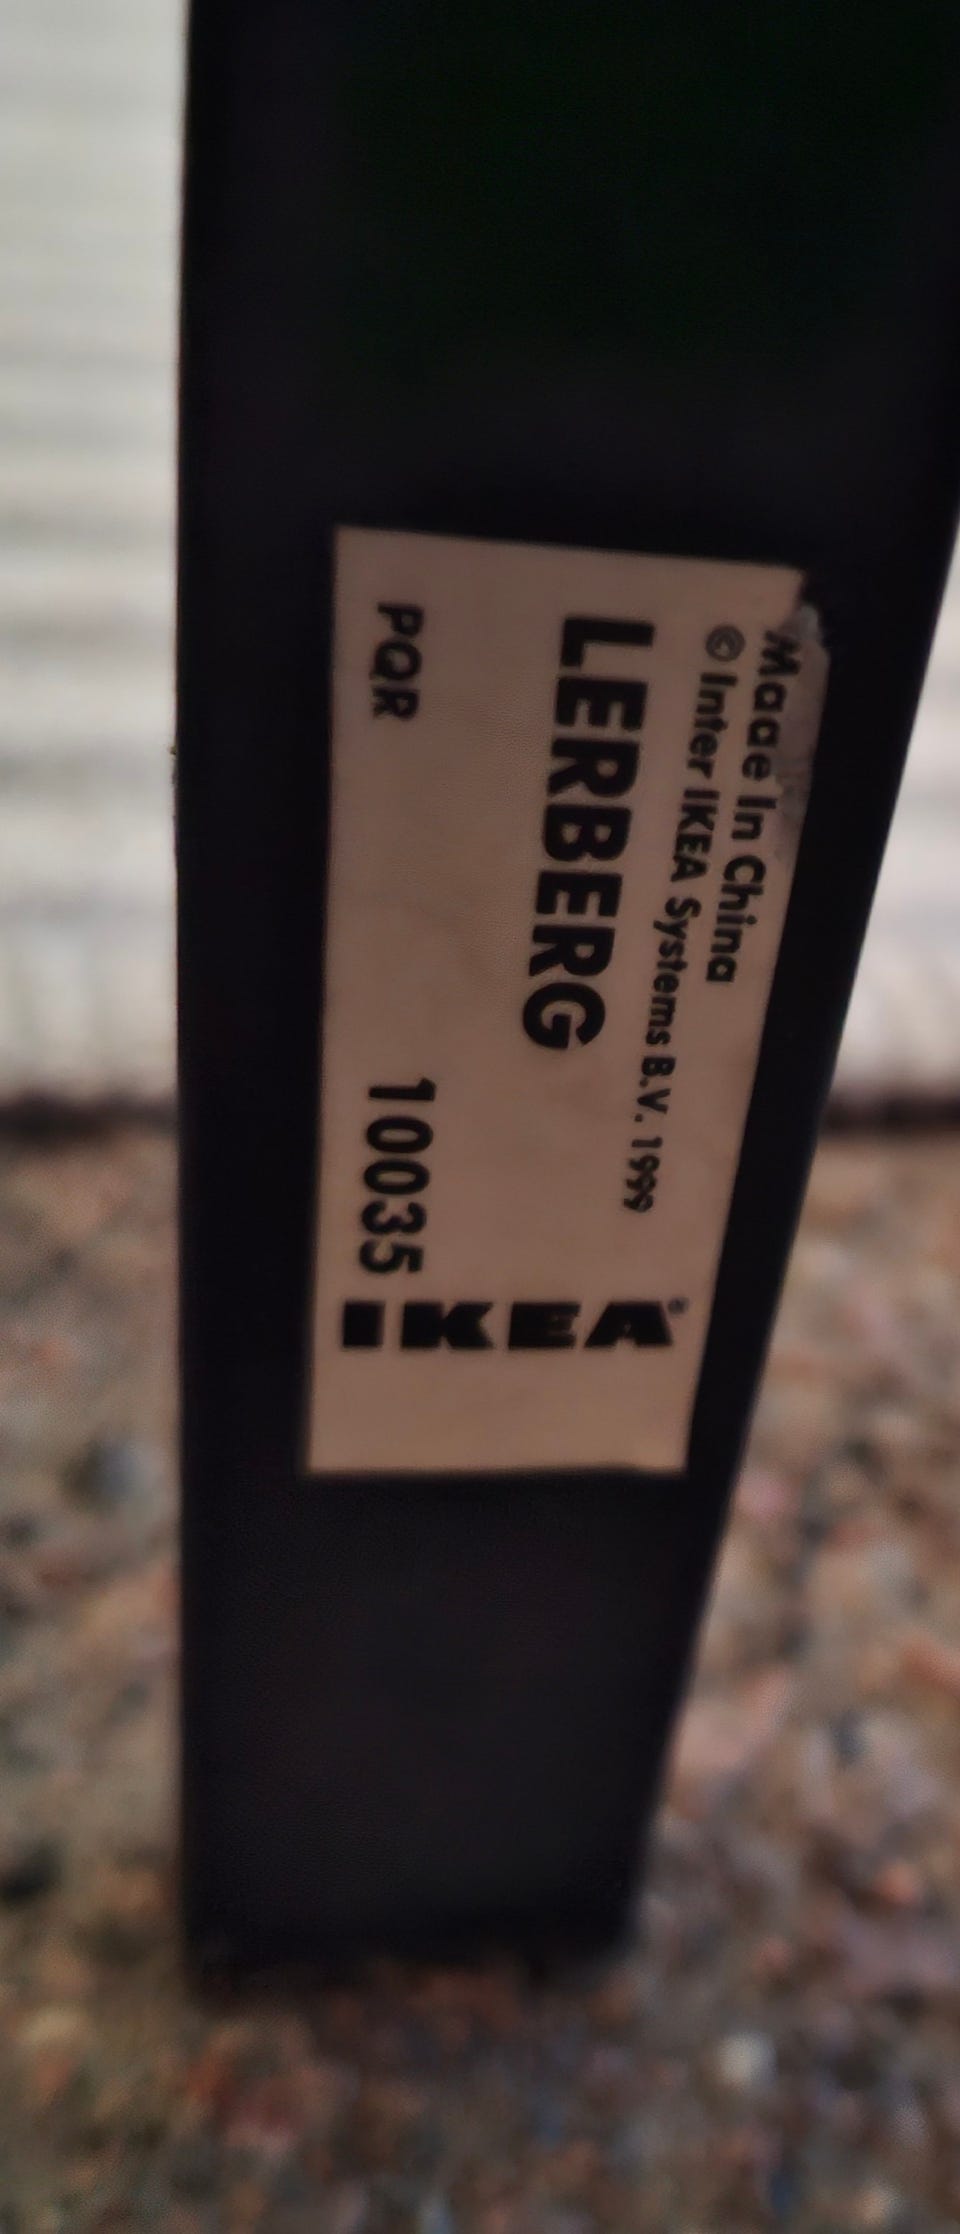 Made In China
© Inter IKEA Systems B.V. 1999
LERBERG
PQR 10035
IKEA®